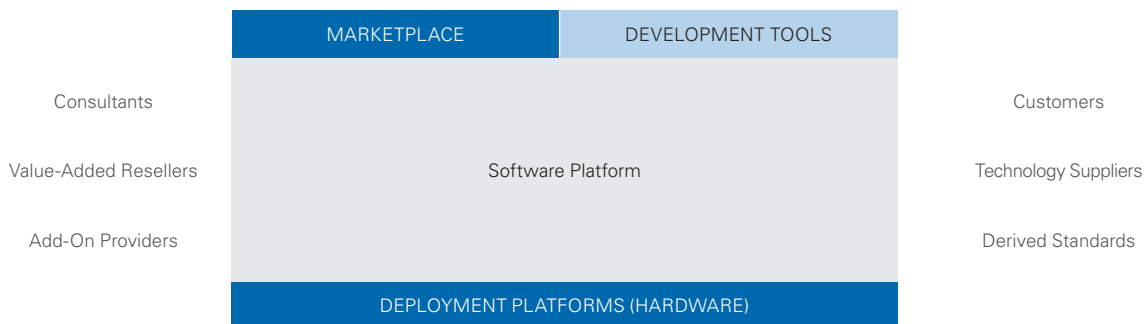 MARKETPLACE
DEVELOPMENT TOOLS
Consultants
Customers
Value-Added Resellers
Software Platform
Technology Suppliers
Add-On Providers
Derived Standards
DEPLOYMENT PLATFORMS (HARDWARE)